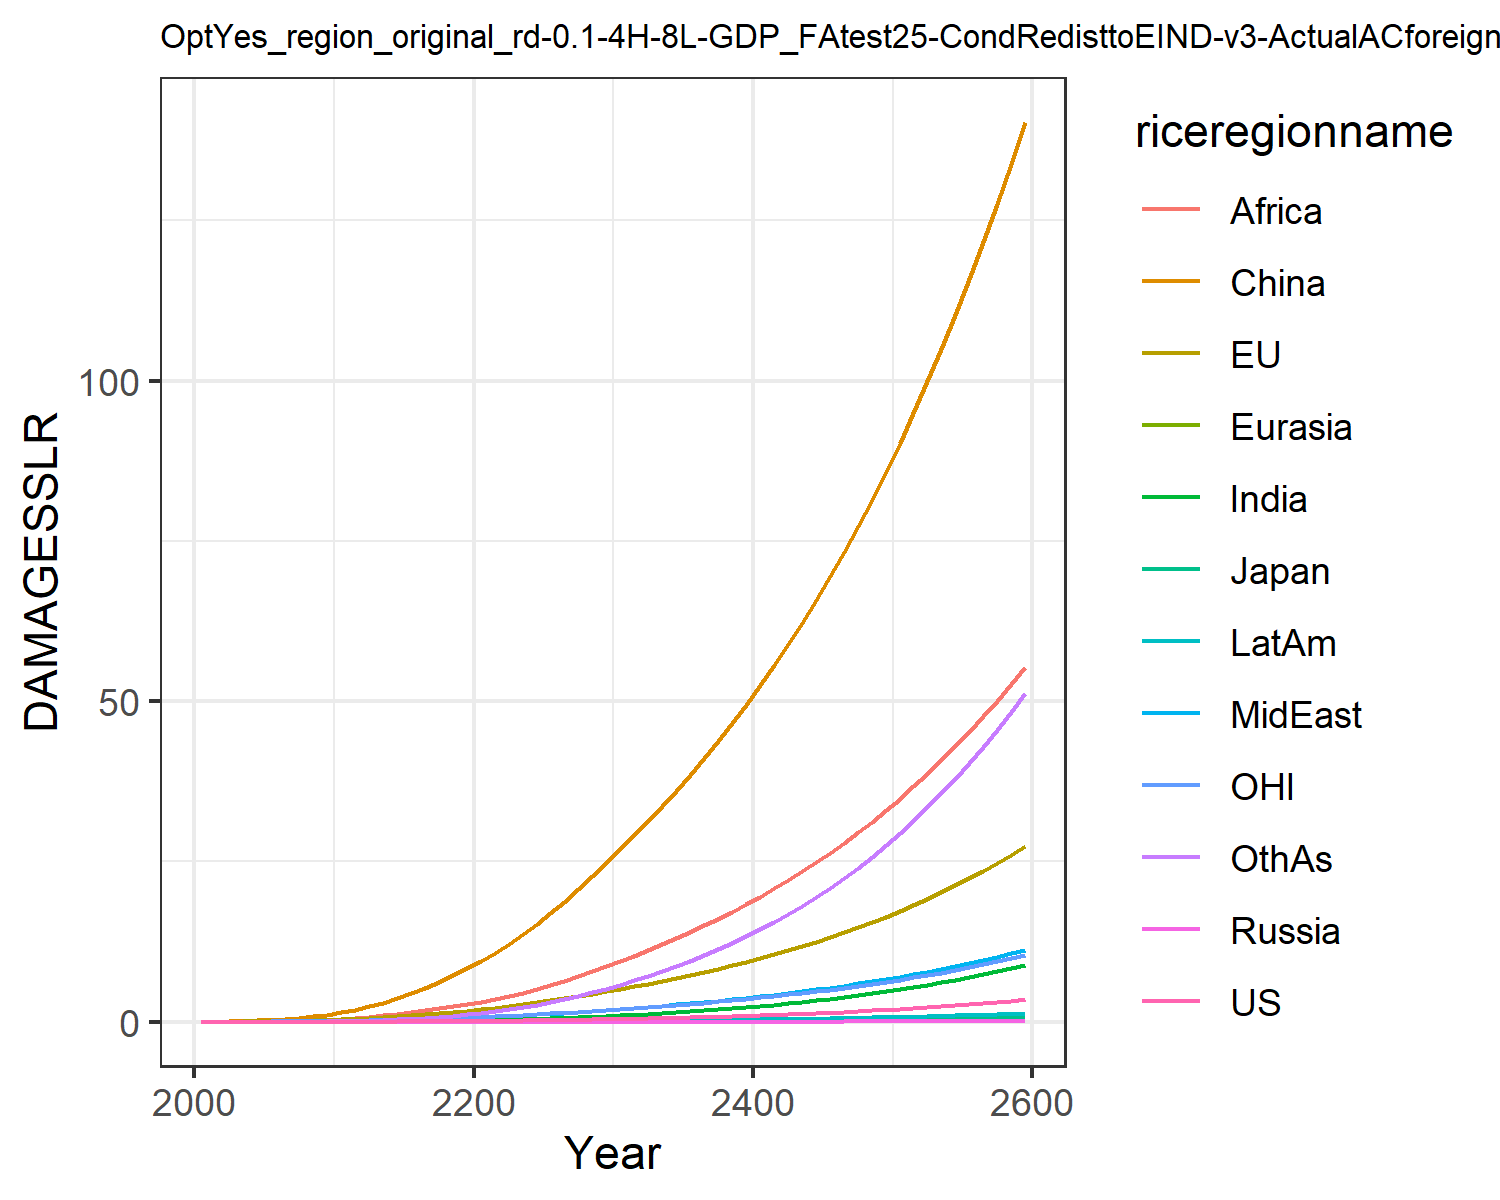 OptYes_region_original_rd-0.1-4H-8L-GDP_FAtest25-CondRedisttoEIND-v3-ActualACforeign
riceregionname
Africa
China
EU
Eurasia
India
Japan
LatAm
MidEast
OHI
OthAs
Russia
US
DAMAGESSLR
100
50
0
2000
2200
2400
2600
Year